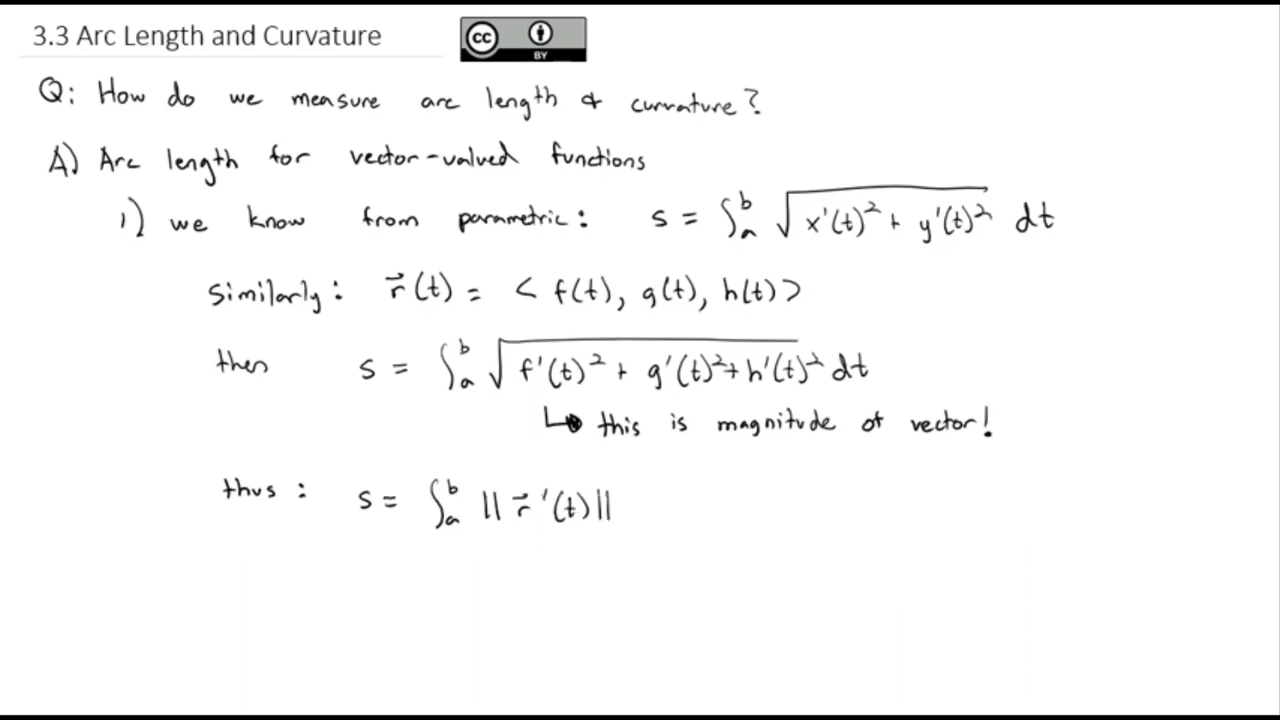 3.3 Arc Length and Curvature
cc BY
Q: How do we measure arc length & curvature?
A) Arc length for vector-valued functions
1) we know from parametric: s = ∫ₐᵇ √(x'(t)² + y'(t)²) dt
Similarly: r⃗(t) = < f(t), g(t), h(t) >
then s = ∫ₐᵇ √(f'(t)² + g'(t)² + h'(t)²) dt
↳ this is magnitude of vector!
thus: s = ∫ₐᵇ || r⃗'(t) ||